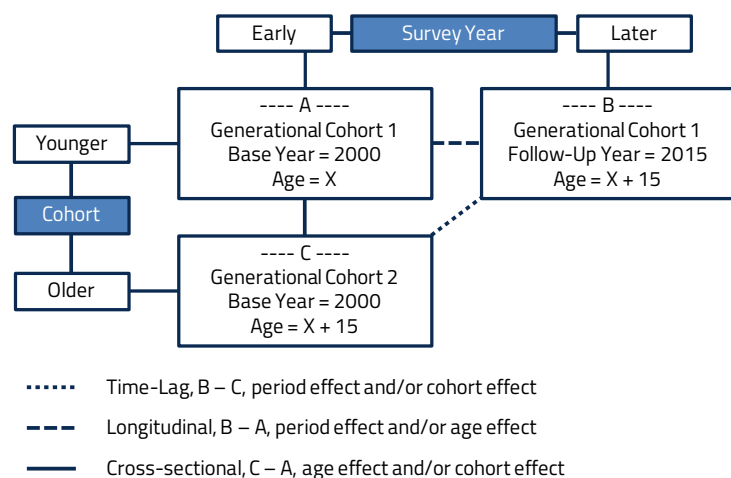 Early
Survey Year
Later
---- A ----
Generational Cohort 1
Base Year = 2000
Age = X
---- B ----
Generational Cohort 1
Follow-Up Year = 2015
Age = X + 15
Younger
Cohort
Older
---- C ----
Generational Cohort 2
Base Year = 2000
Age = X + 15
Time-Lag, B – C, period effect and/or cohort effect
Longitudinal, B – A, period effect and/or age effect
Cross-sectional, C – A, age effect and/or cohort effect